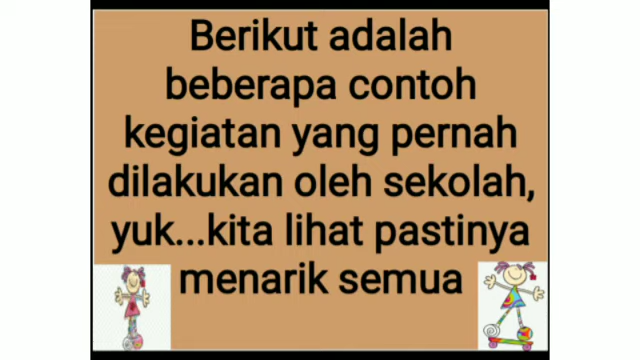 Berikut adalah
beberapa contoh
kegiatan yang pernah
dilakukan oleh sekolah,
yuk...kita lihat pastinya
menarik semua